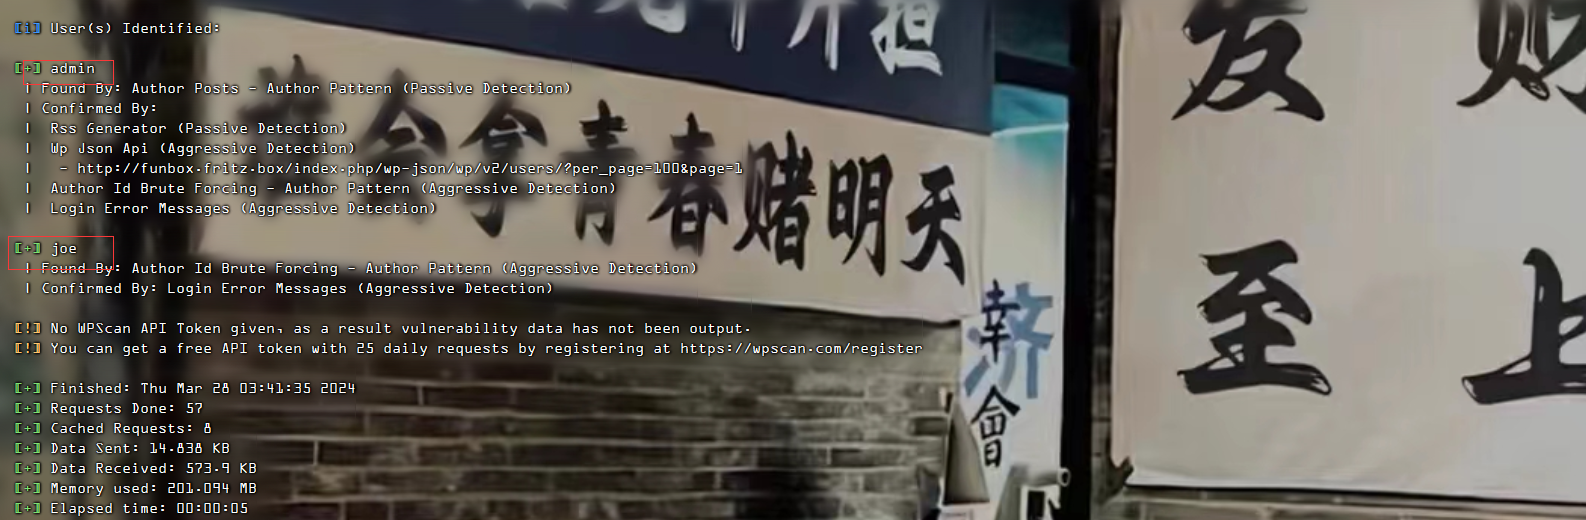 [i] User(s) Identified:
[+] admin
| Found By: Author Posts - Author Pattern (Passive Detection)
| Confirmed By:
| Rss Generator (Passive Detection)
| Wp Json Api (Aggressive Detection)
| - http://funbox.fritz.box/index.php/wp-json/wp/v2/users/?per_page=100&page=1
| Author Id Brute Forcing - Author Pattern (Aggressive Detection)
| Login Error Messages (Aggressive Detection)
[+] joe
| Found By: Author Id Brute Forcing - Author Pattern (Aggressive Detection)
| Confirmed By: Login Error Messages (Aggressive Detection)
[!] No WPScan API Token given, as a result vulnerability data has not been output.
[!] You can get a free API token with 25 daily requests by registering at https://wpscan.com/register
[+] Finished: Thu Mar 28 03:41:35 2024
[+] Requests Done: 57
[+] Cached Requests: 8
[+] Data Sent: 14.838 KB
[+] Data Received: 573.9 KB
[+] Memory used: 201.094 MB
[+] Elapsed time: 00:00:05
担
今拿青春赌明天
发财
至上
济
幸會